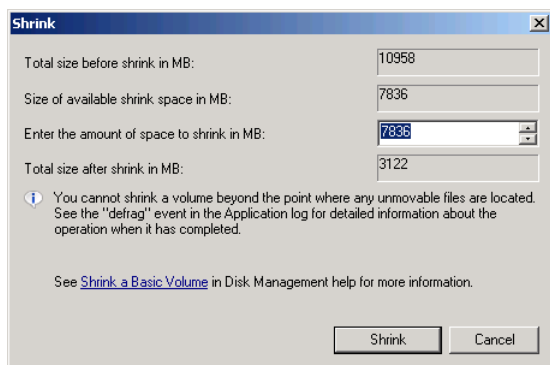 Shrink
Total size before shrink in MB: 10958
Size of available shrink space in MB: 7836
Enter the amount of space to shrink in MB: 7836
Total size after shrink in MB: 3122
You cannot shrink a volume beyond the point where any unmovable files are located.
See the "defrag" event in the Application log for detailed information about the
operation when it has completed.
See Shrink a Basic Volume in Disk Management help for more information.
Shrink Cancel